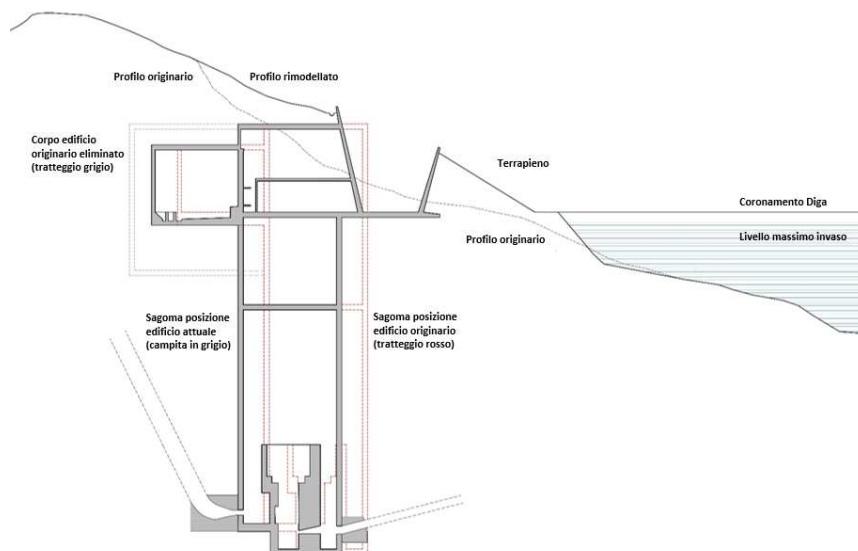 Profilo originario
Profilo rimodellato
Corpo edificio
originario eliminato
(tratteggio grigio)
Terrapieno
Coronamento Diga
Profilo originario
Livello massimo invaso
Sagoma posizione
edificio attuale
(campita in grigio)
Sagoma posizione
edificio originario
(tratteggio rosso)